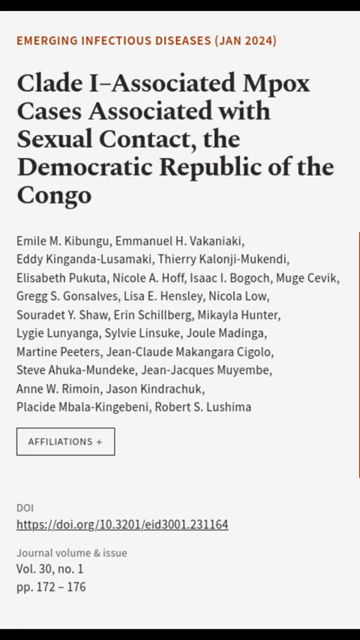 EMERGING INFECTIOUS DISEASES (JAN 2024)
Clade I–Associated Mpox
Cases Associated with
Sexual Contact, the
Democratic Republic of the
Congo
Emile M. Kibungu, Emmanuel H. Vakaniaki,
Eddy Kinganda-Lusamaki, Thierry Kalonji-Mukendi,
Elisabeth Pukuta, Nicole A. Hoff, Isaac I. Bogoch, Muge Cevik,
Gregg S. Gonsalves, Lisa E. Hensley, Nicola Low,
Souradet Y. Shaw, Erin Schillberg, Mikayla Hunter,
Lygie Lunyanga, Sylvie Linsuke, Joule Madinga,
Martine Peeters, Jean-Claude Makangara Cigolo,
Steve Ahuka-Mundeke, Jean-Jacques Muyembe,
Anne W. Rimoin, Jason Kindrachuk,
Placide Mbala-Kingebeni, Robert S. Lushima
AFFILIATIONS +
DOI
https://doi.org/10.3201/eid3001.231164
Journal volume & issue
Vol. 30, no. 1
pp. 172 – 176